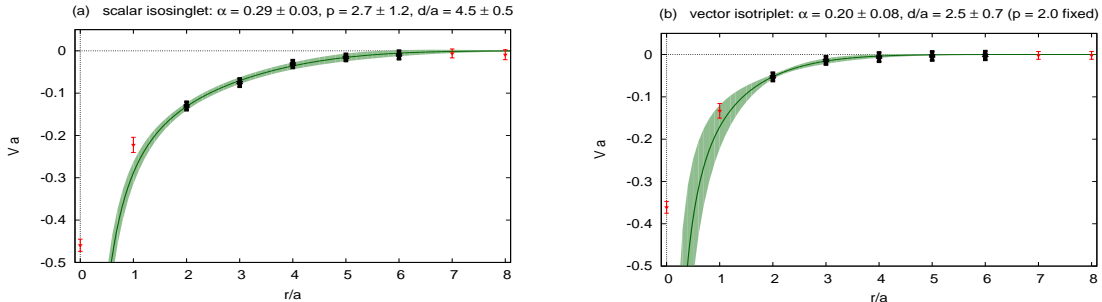 (a) scalar isosinglet: α = 0.29 ± 0.03, p = 2.7 ± 1.2, d/a = 4.5 ± 0.5
0
-0.1
-0.2
-0.3
-0.4
-0.5
V a
0 1 2 3 4 5 6 7 8
r/a
(b) vector isotriplet: α = 0.20 ± 0.08, d/a = 2.5 ± 0.7 (p = 2.0 fixed)
0
-0.1
-0.2
-0.3
-0.4
-0.5
V a
0 1 2 3 4 5 6 7 8
r/a